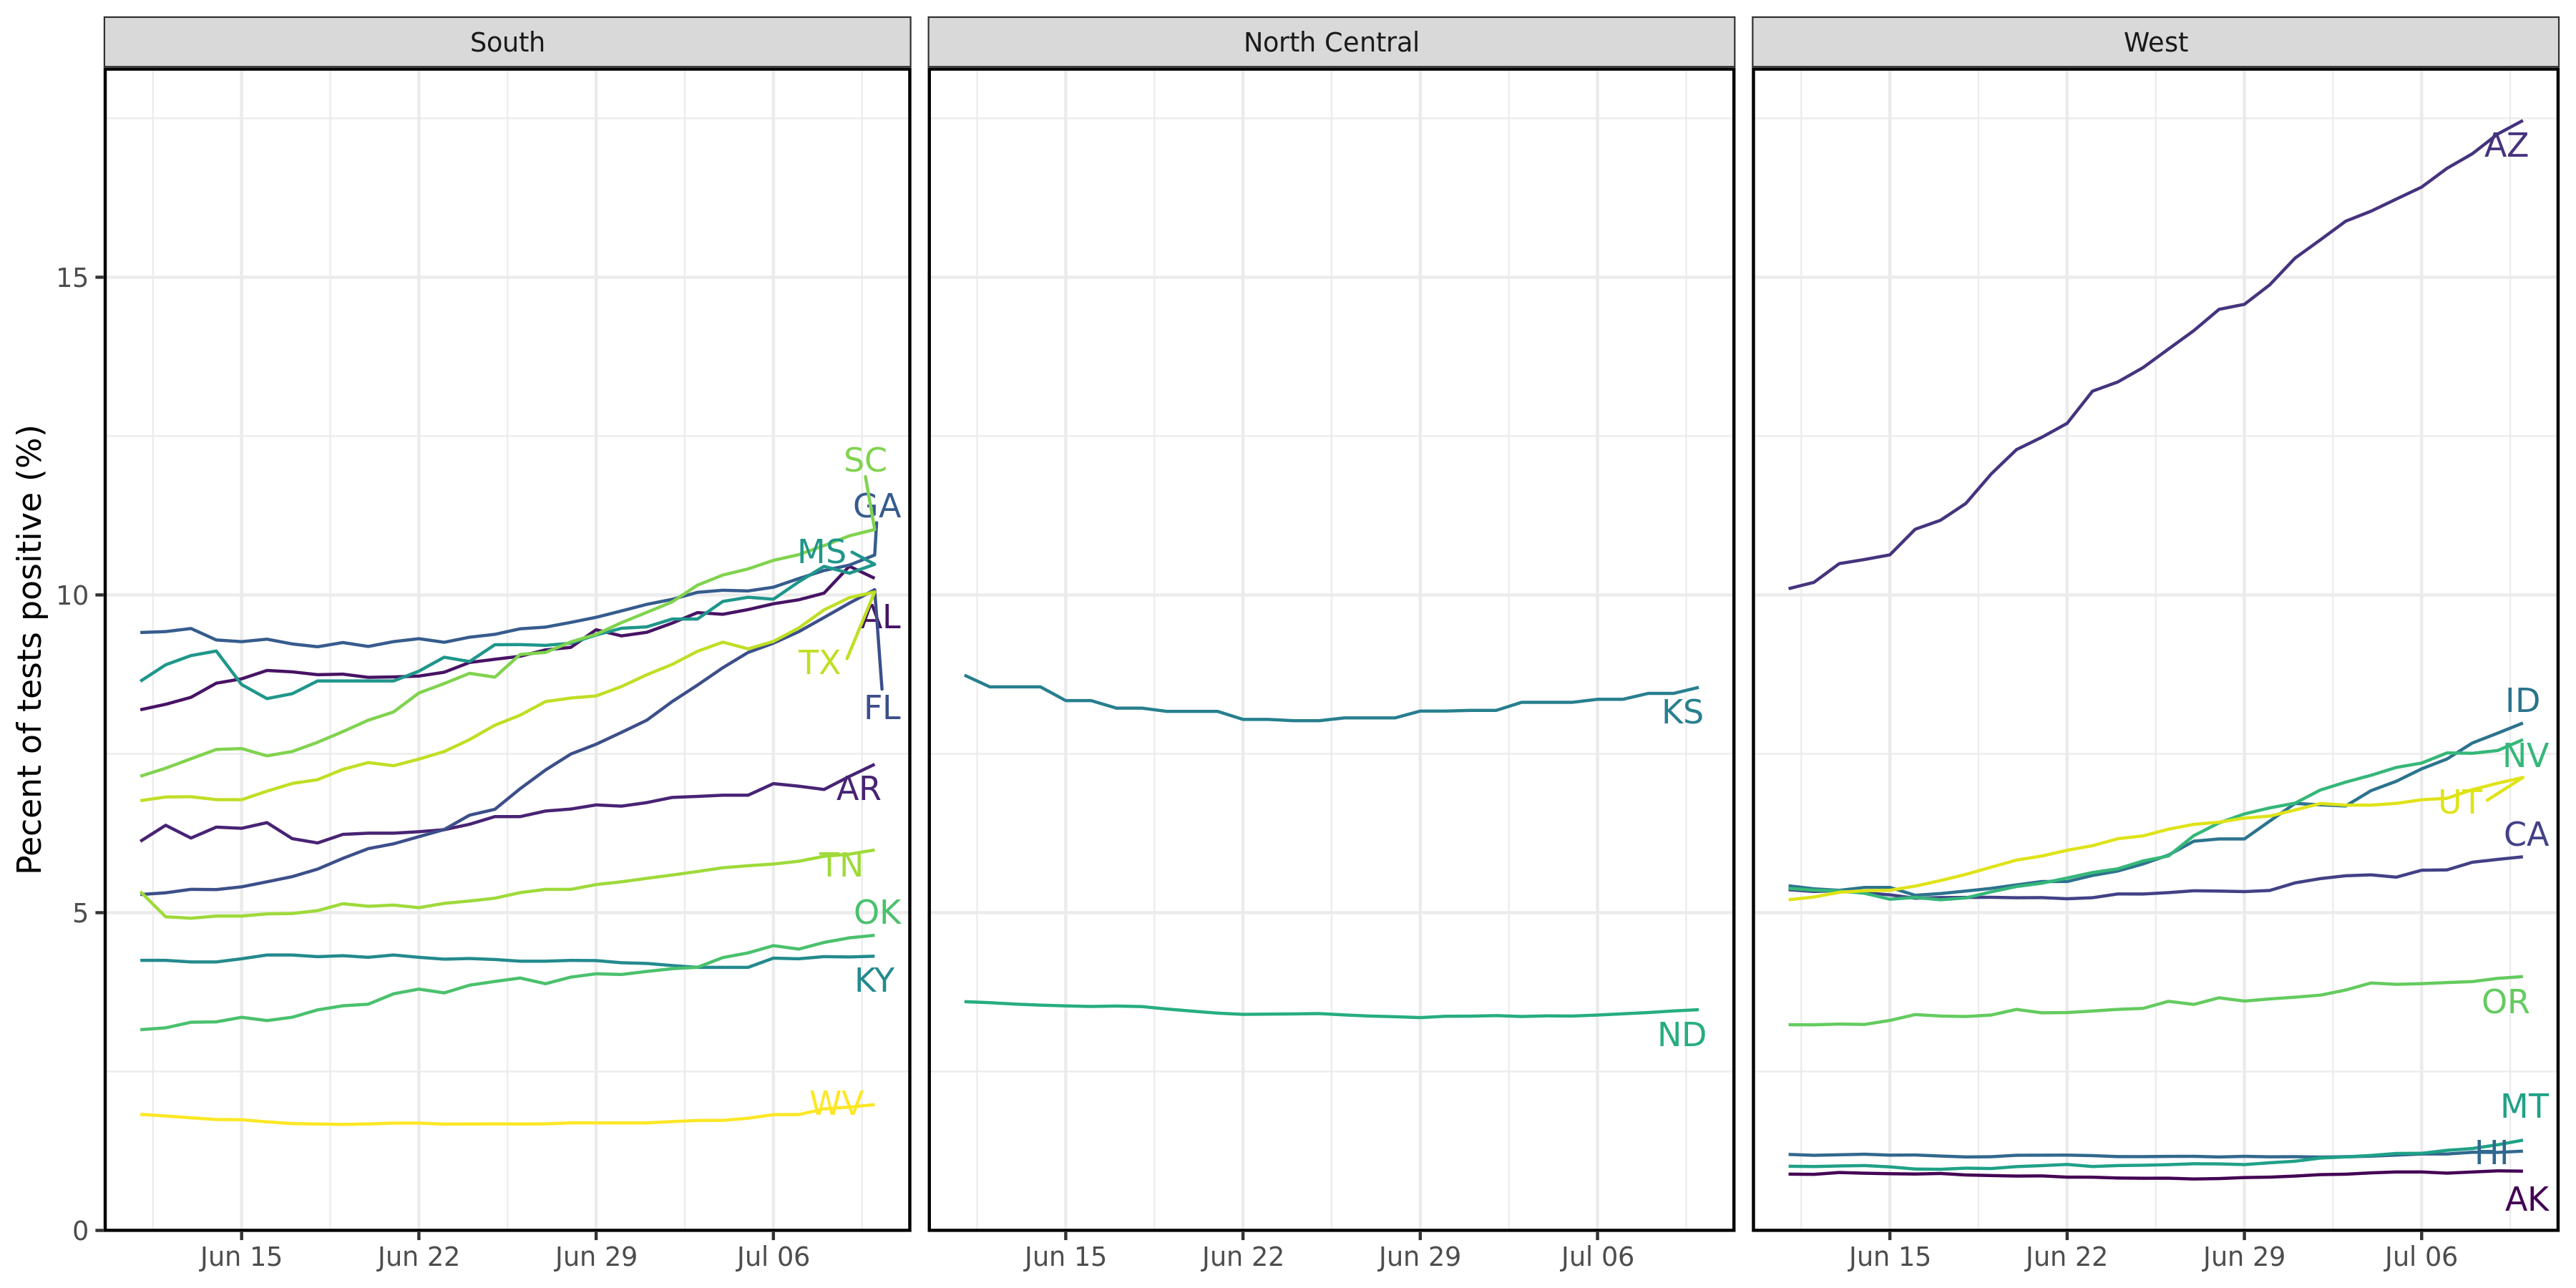 South
North Central
West
Pecent of tests positive (%)
15
10
5
0
SC
GA
MS
AL
TX
FL
AR
TN
OK
KY
WV
KS
ND
AZ
ID
NV
UT
CA
OR
MT
HI
AK
Jun 15 Jun 22 Jun 29 Jul 06
Jun 15 Jun 22 Jun 29 Jul 06
Jun 15 Jun 22 Jun 29 Jul 06